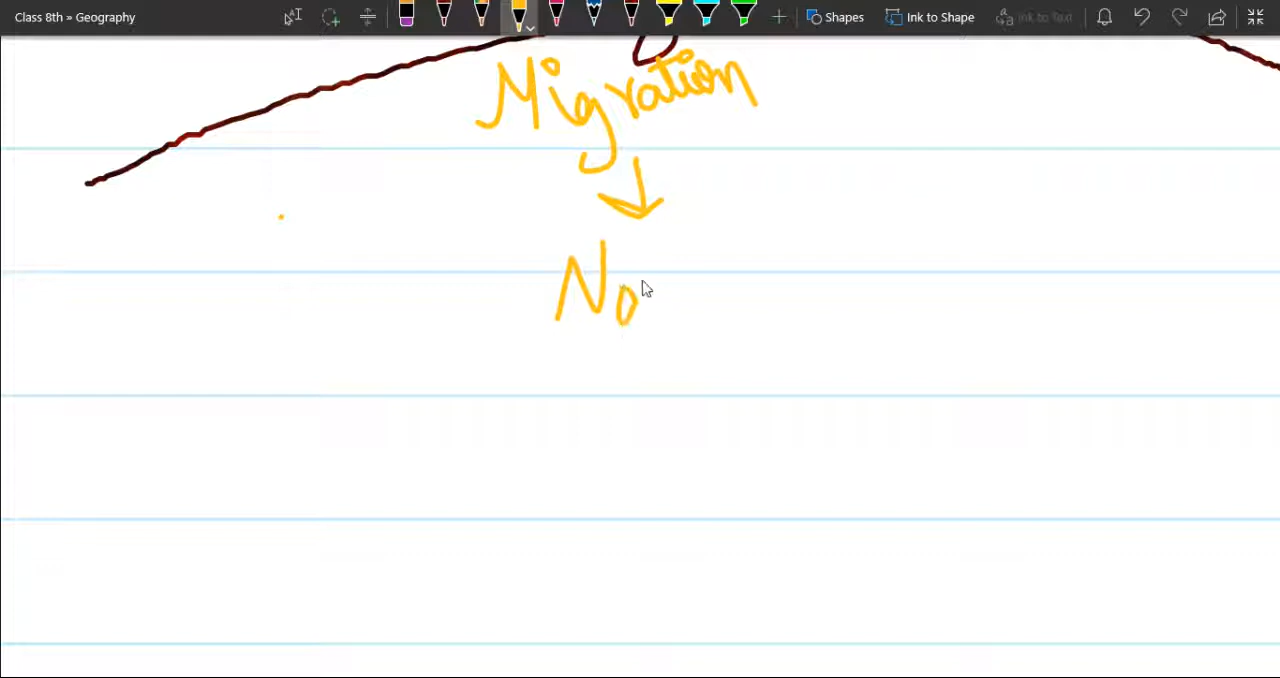 Class 8th » Geography
Shapes
Ink to Shape
Ink to Text
Migration
No